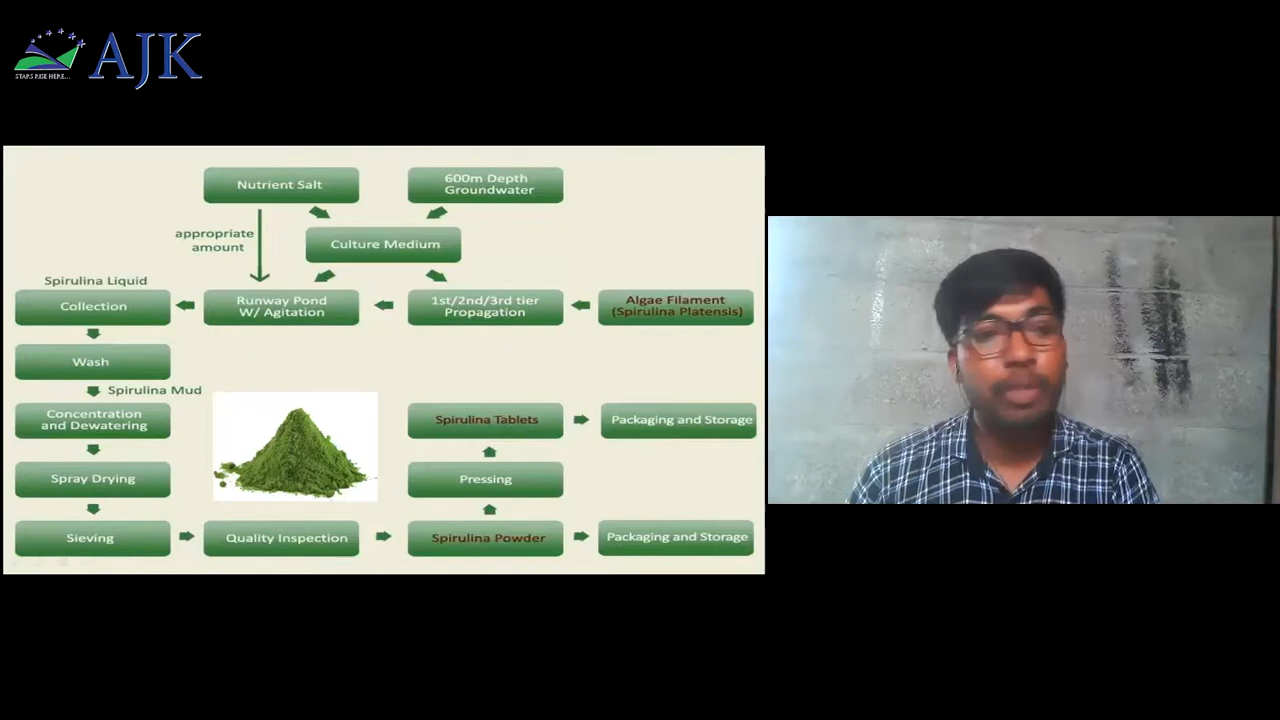 AJK
STARS RISE HERE...
Nutrient Salt
600m Depth
Groundwater
appropriate
amount
Culture Medium
Spirulina Liquid
Collection
Runway Pond
W/ Agitation
1st/2nd/3rd tier
Propagation
Algae Filament
(Spirulina Platensis)
Wash
Spirulina Mud
Concentration
and Dewatering
Spirulina Tablets
Packaging and Storage
Spray Drying
Pressing
Sieving
Quality Inspection
Spirulina Powder
Packaging and Storage